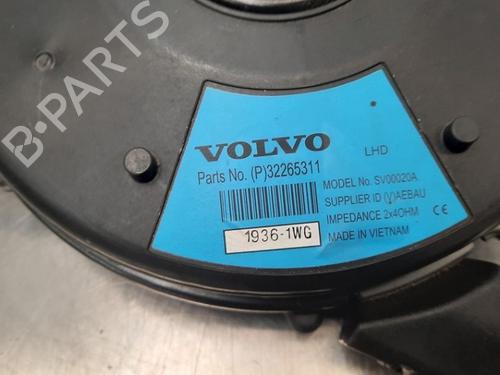 B-PARTS
VOLVO
LHD
Parts No. (P)32265311
MODEL No. SV00020A
SUPPLIER ID (V)AEBAU
IMPEDANCE 2x4OHM
CE
1936-1WG
MADE IN VIETNAM